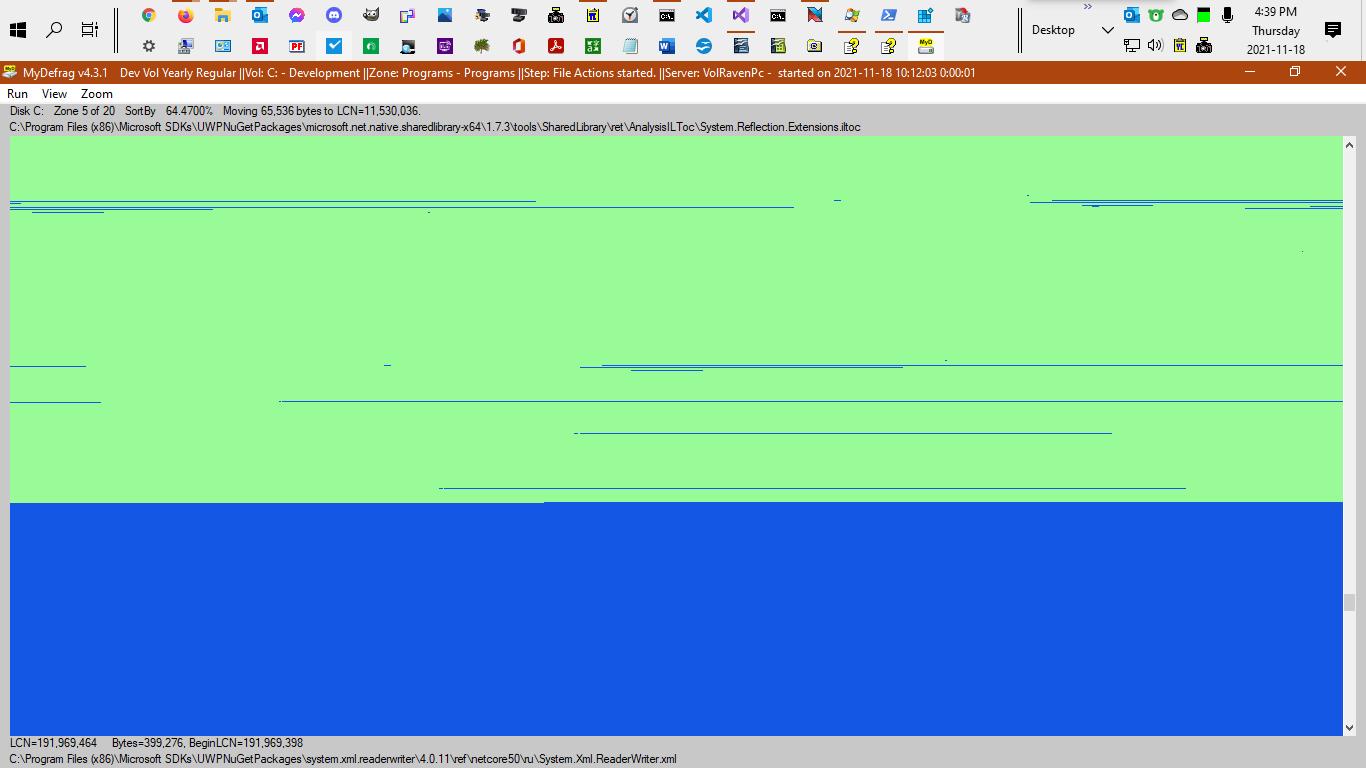 4:39 PM
Thursday
2021-11-18
Desktop
MyDefrag v4.3.1 Dev Vol Yearly Regular ||Vol: C: - Development ||Zone: Programs - Programs ||Step: File Actions started. ||Server: VolRavenPc - started on 2021-11-18 10:12:03 0:00:01
Run View Zoom
Disk C: Zone 5 of 20 SortBy 64.4700% Moving 65,536 bytes to LCN=11,530,036.
C:\Program Files (x86)\Microsoft SDKs\UWPNuGetPackages\microsoft.net.native.sharedlibrary-x64\1.7.3\tools\SharedLibrary\ret\AnalysisILToc\System.Reflection.Extensions.iltoc
LCN=191,969,464 Bytes=399,276, BeginLCN=191,969,398
C:\Program Files (x86)\Microsoft SDKs\UWPNuGetPackages\system.xml.readerwriter\4.0.11\ref\netcore50\ru\System.Xml.ReaderWriter.xml